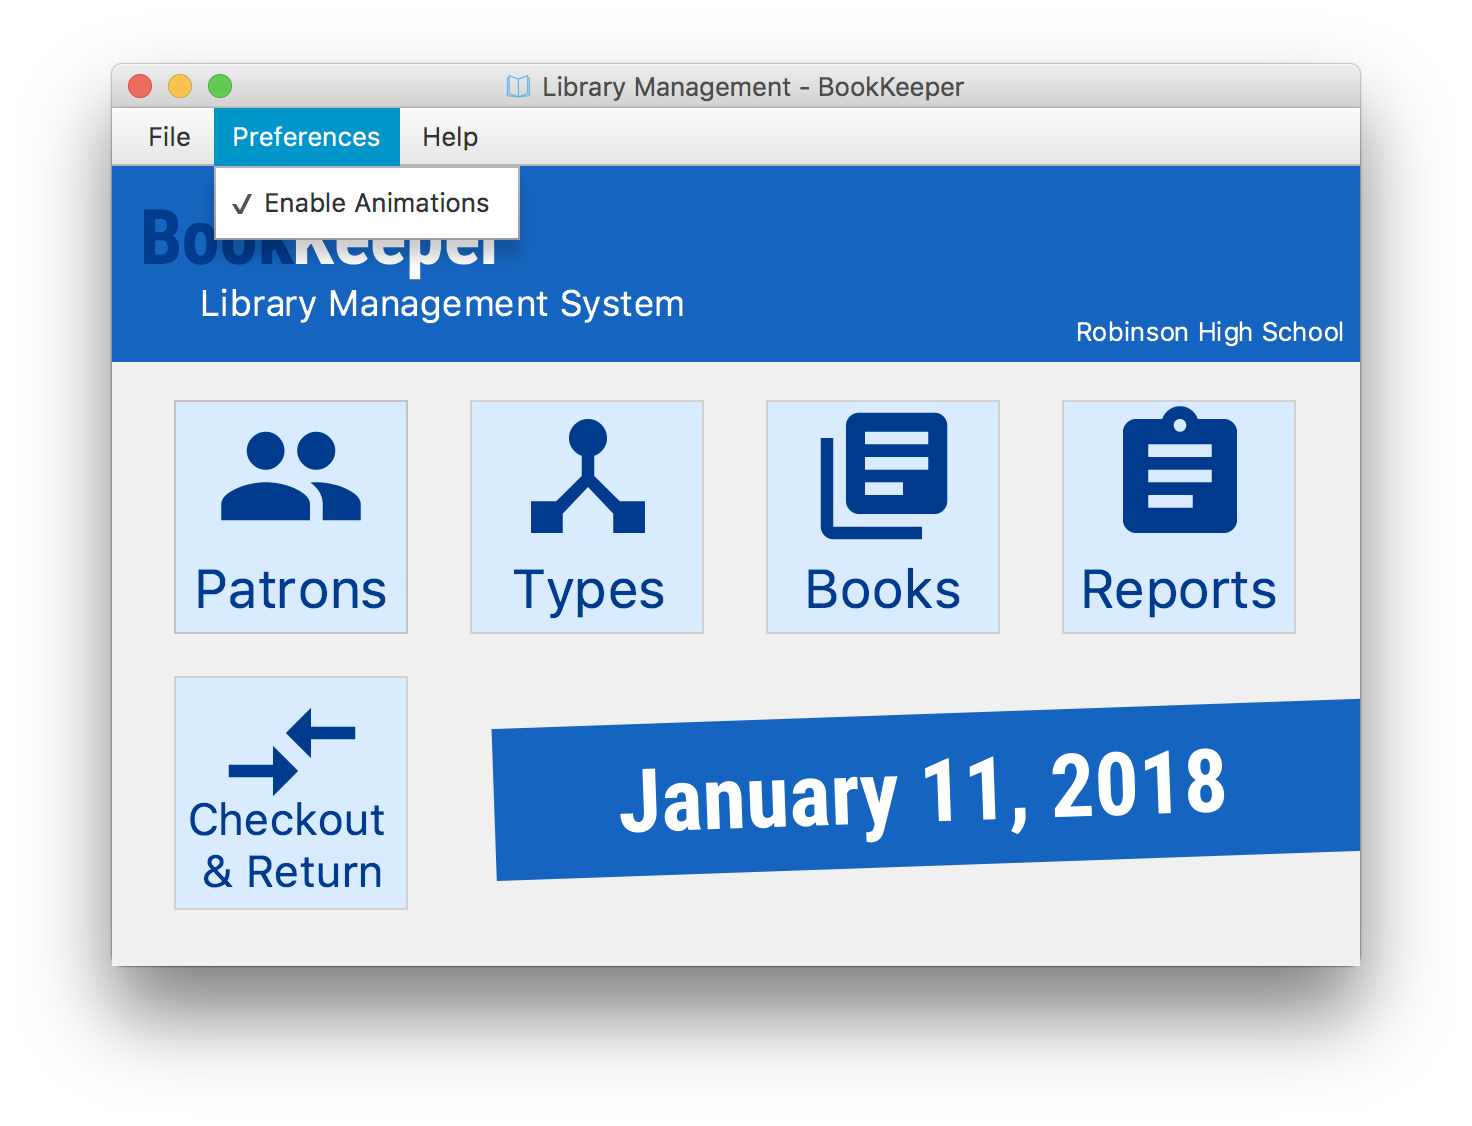 Library Management - BookKeeper
File Preferences Help
✓ Enable Animations
BookKeeper
Library Management System
Robinson High School
Patrons Types Books Reports
Checkout
& Return
January 11, 2018